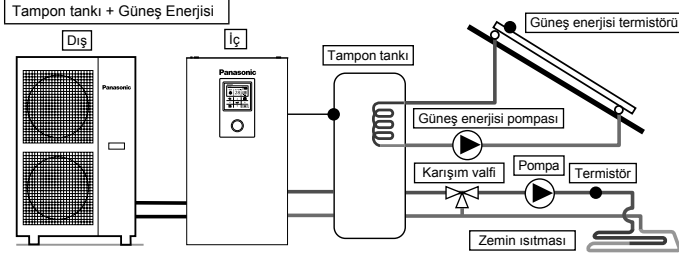 Tampon tankı + Güneş Enerjisi
Dış
İç
Tampon tankı
Güneş enerjisi termistörü
Panasonic
Panasonic
Güneş enerjisi pompası
Karışım valfi
Pompa
Termistör
Zemin ısıtması